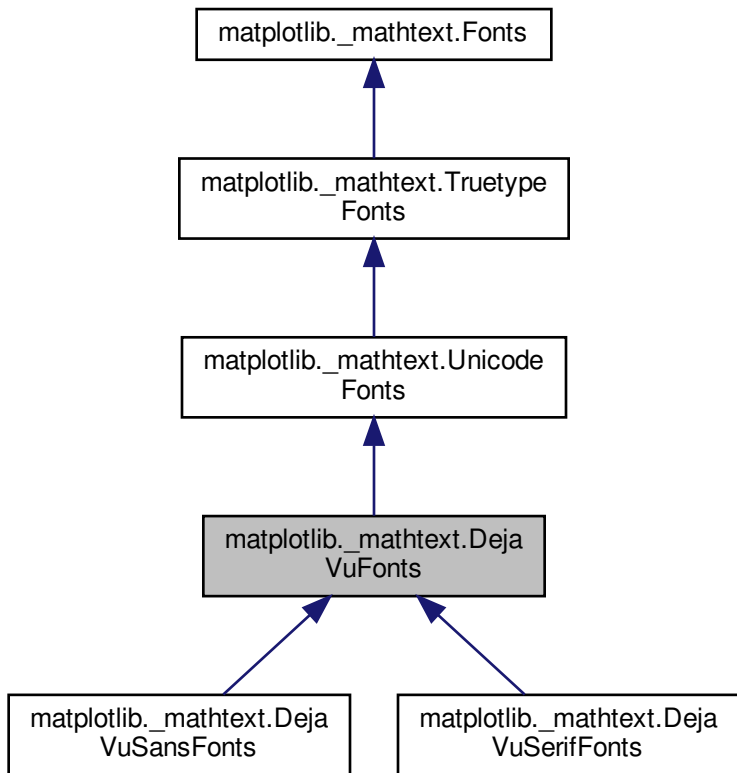 matplotlib._mathtext.Fonts
matplotlib._mathtext.Truetype
Fonts
matplotlib._mathtext.Unicode
Fonts
matplotlib._mathtext.Deja
VuFonts
matplotlib._mathtext.Deja
VuSansFonts
matplotlib._mathtext.Deja
VuSerifFonts